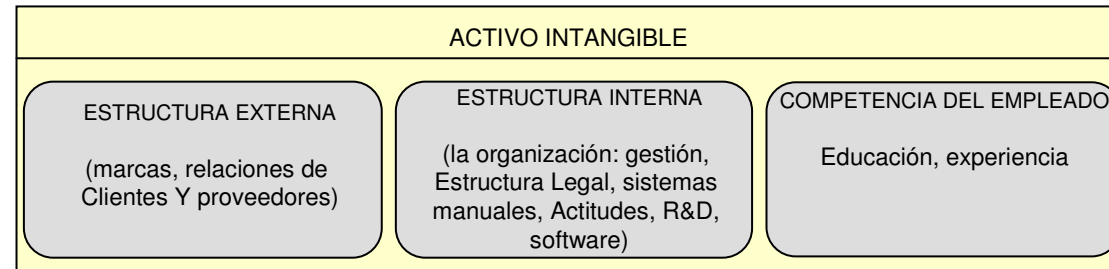 ACTIVO INTANGIBLE
ESTRUCTURA EXTERNA
(marcas, relaciones de
Clientes Y proveedores)
ESTRUCTURA INTERNA
(la organización: gestión,
Estructura Legal, sistemas
manuales, Actitudes, R&D,
software)
COMPETENCIA DEL EMPLEADO
Educación, experiencia